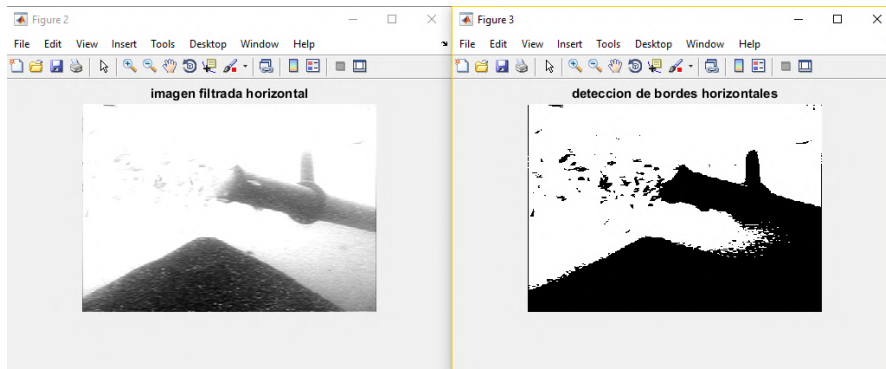 Figure 2
File Edit View Insert Tools Desktop Window Help
imagen filtrada horizontal
Figure 3
File Edit View Insert Tools Desktop Window Help
deteccion de bordes horizontales